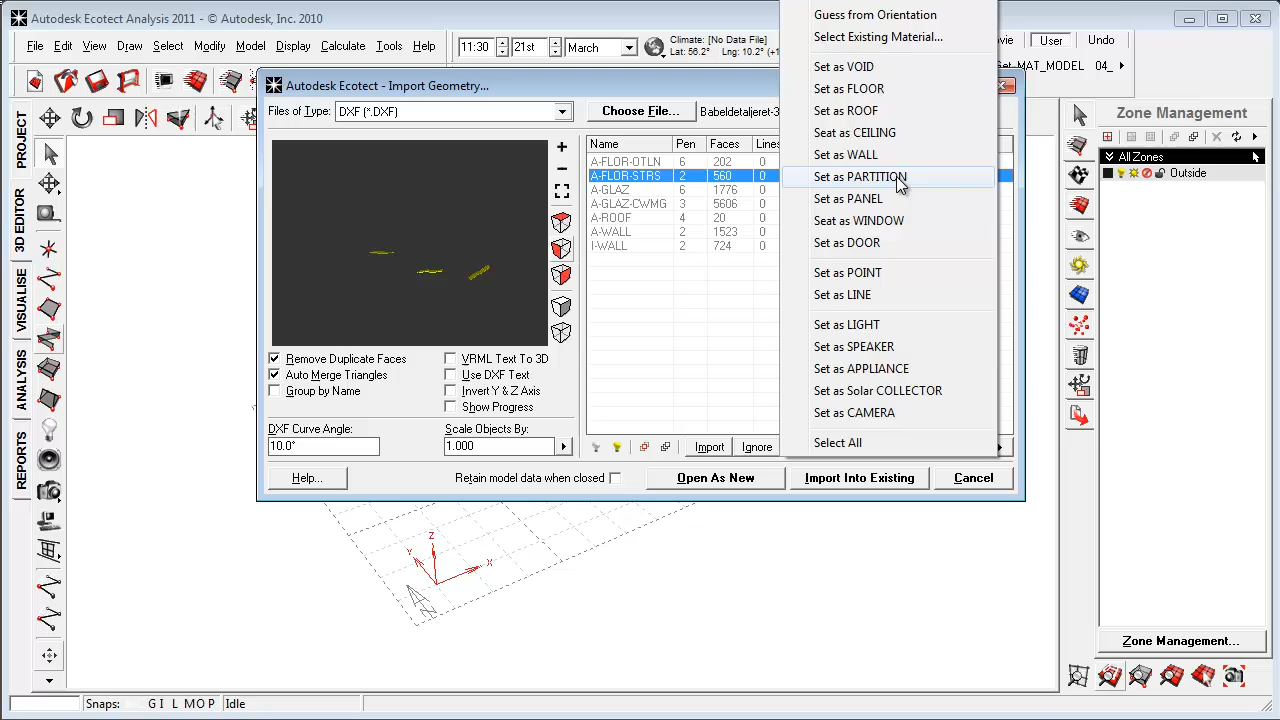 Autodesk Ecotect Analysis 2011 - © Autodesk, Inc. 2010
File Edit View Draw Select Modify Model Display Calculate Tools Help
11:30 21st March
Climate: [No Data File]
Lat: 56.2° Lng: 10.2°
User Undo
MAT_MODEL 04_
Autodesk Ecotect - Import Geometry...
Files of Type: DXF (*.DXF) Choose File...
Name Pen Faces Lines
A-FLOR-OTLN 6 202 0
A-FLOR-STRS 2 560 0
A-GLAZ 6 1776 0
A-GLAZ-CWMG 3 5606 0
A-ROOF 4 20 0
A-WALL 2 1523 0
I-WALL 2 724 0
Remove Duplicate Faces
Auto Merge Triangles
Group by Name
VRML Text To 3D
Use DXF Text
Invert Y & Z Axis
Show Progress
DXF Curve Angle:
10.0°
Scale Objects By:
1.000
Import Ignore
Help... Retain model data when closed Open As New Import Into Existing Cancel
Guess from Orientation
Select Existing Material...
Set as VOID
Set as FLOOR
Set as ROOF
Seat as CEILING
Set as WALL
Set as PARTITION
Set as PANEL
Seat as WINDOW
Set as DOOR
Set as POINT
Set as LINE
Set as LIGHT
Set as SPEAKER
Set as APPLIANCE
Set as Solar COLLECTOR
Set as CAMERA
Select All
PROJECT
3D EDITOR
VISUALISE
ANALYSIS
REPORTS
Zone Management
All Zones
Outside
Zone Management...
Z
Y
X
N
Snaps: G I L M O P Idle